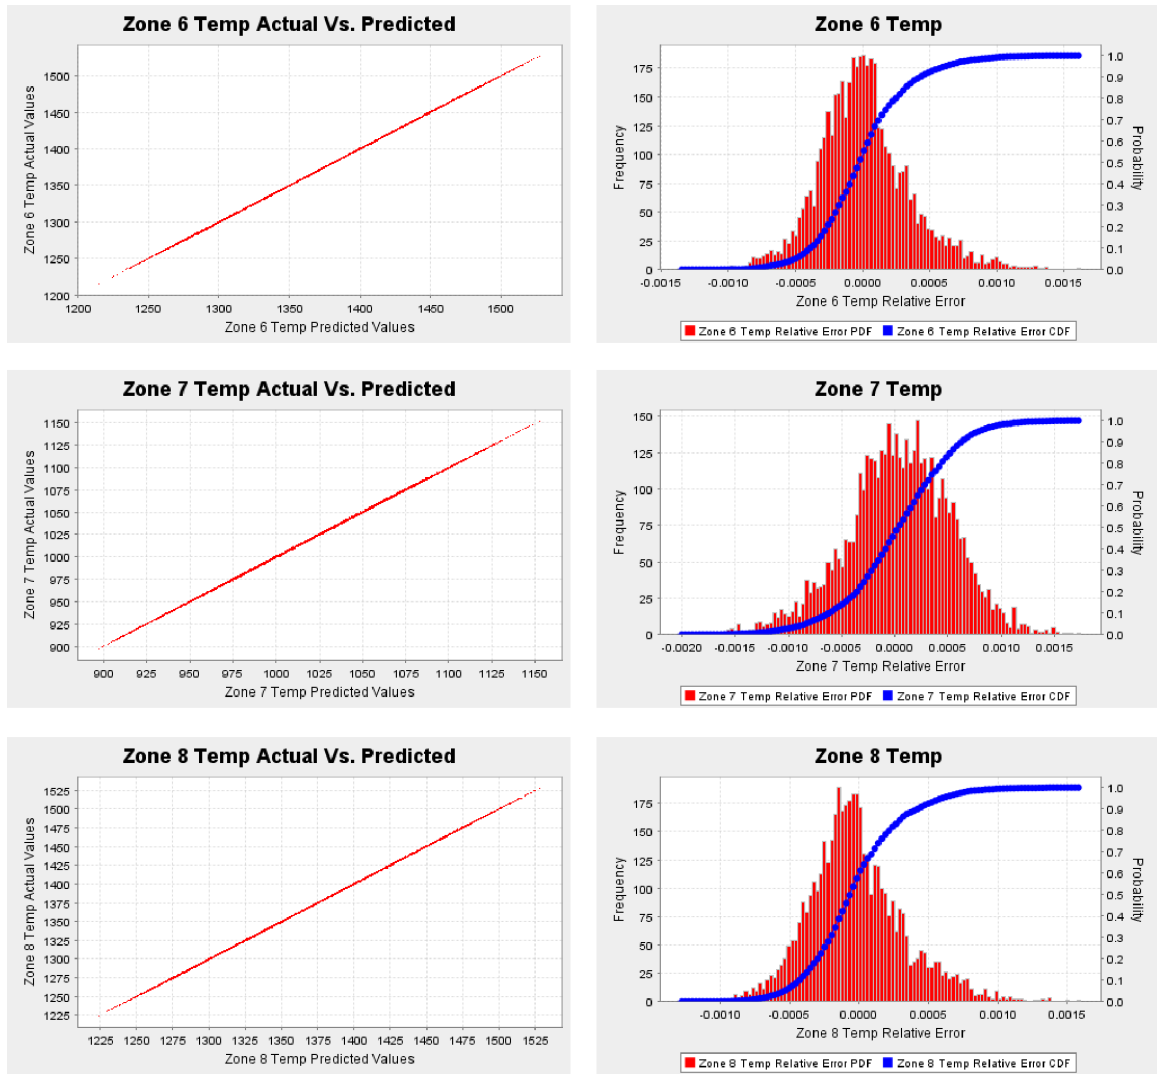 Zone 6 Temp Actual Vs. Predicted
Zone 6 Temp Actual Values
1500
1450
1400
1350
1300
1250
1200
1200 1250 1300 1350 1400 1450 1500
Zone 6 Temp Predicted Values
Zone 6 Temp
Frequency
175
150
125
100
75
50
25
0
1.0
0.9
0.8
0.7
0.6
0.5
0.4
0.3
0.2
0.1
0.0
Probability
-0.0015 -0.0010 -0.0005 0.0000 0.0005 0.0010 0.0015
Zone 6 Temp Relative Error
Zone 6 Temp Relative Error PDF Zone 6 Temp Relative Error CDF
Zone 7 Temp Actual Vs. Predicted
Zone 7 Temp Actual Values
1150
1125
1100
1075
1050
1025
1000
975
950
925
900
900 925 950 975 1000 1025 1050 1075 1100 1125 1150
Zone 7 Temp Predicted Values
Zone 7 Temp
Frequency
150
125
100
75
50
25
0
1.0
0.9
0.8
0.7
0.6
0.5
0.4
0.3
0.2
0.1
0.0
Probability
-0.0020 -0.0015 -0.0010 -0.0005 0.0000 0.0005 0.0010 0.0015
Zone 7 Temp Relative Error
Zone 7 Temp Relative Error PDF Zone 7 Temp Relative Error CDF
Zone 8 Temp Actual Vs. Predicted
Zone 8 Temp Actual Values
1525
1500
1475
1450
1425
1400
1375
1350
1325
1300
1275
1250
1225
1225 1250 1275 1300 1325 1350 1375 1400 1425 1450 1475 1500 1525
Zone 8 Temp Predicted Values
Zone 8 Temp
Frequency
175
150
125
100
75
50
25
0
1.0
0.9
0.8
0.7
0.6
0.5
0.4
0.3
0.2
0.1
0.0
Probability
-0.0010 -0.0005 0.0000 0.0005 0.0010 0.0015
Zone 8 Temp Relative Error
Zone 8 Temp Relative Error PDF Zone 8 Temp Relative Error CDF